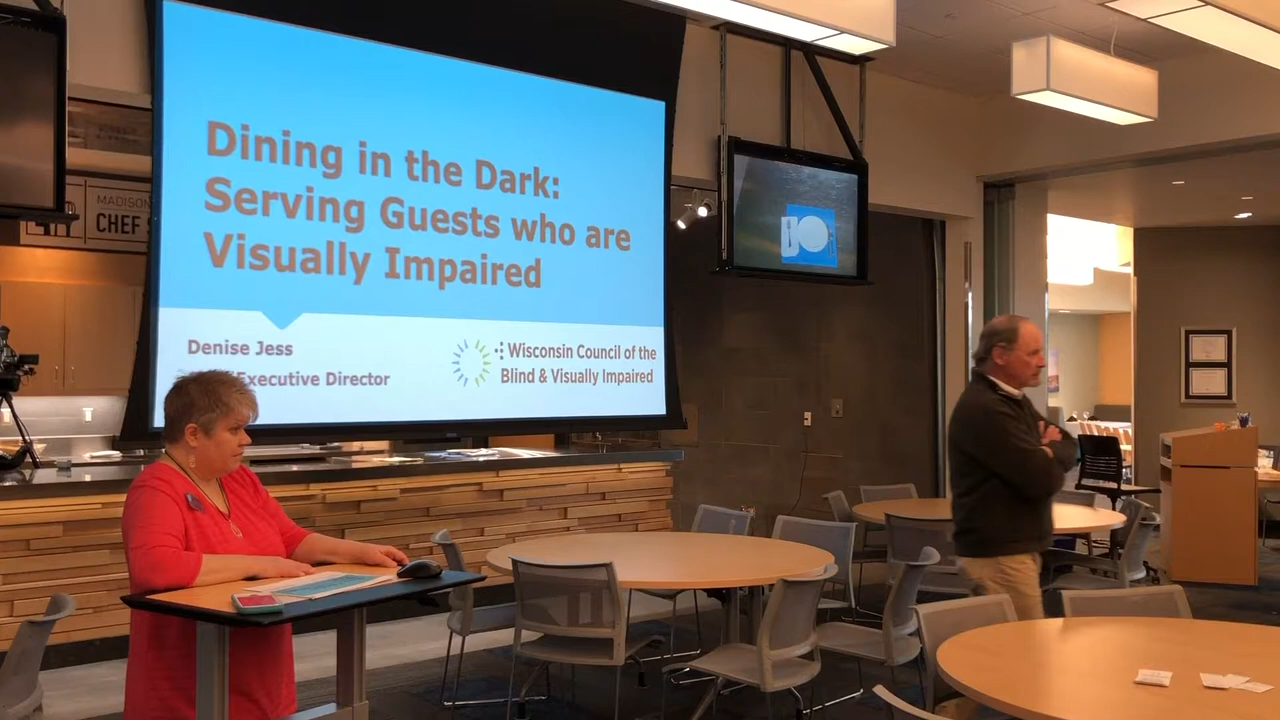 Dining in the Dark:
Serving Guests who are
Visually Impaired
Denise Jess
Executive Director
Wisconsin Council of the
Blind & Visually Impaired
MADISON
CHEF